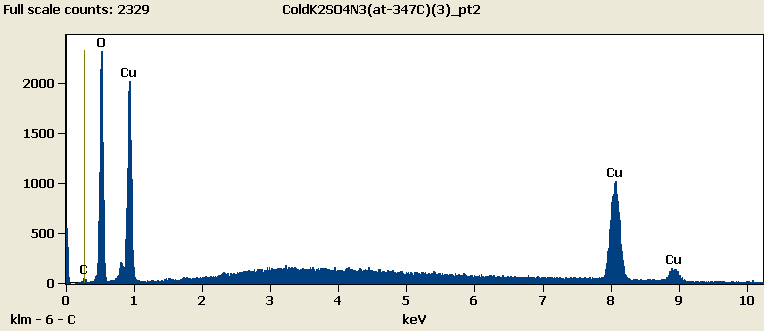 Full scale counts: 2329 ColdK2SO4N3(at-347C)(3)_pt2
O
Cu
2000
1500
Cu
1000
500
Cu
C
0
0 1 2 3 4 5 6 7 8 9 10
klm - 6 - C keV